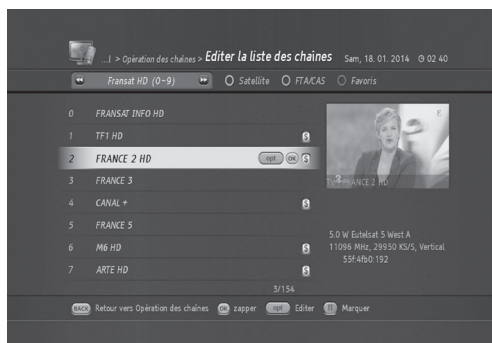 ...l > Opération des chaînes > Editer la liste des chaînes Sam, 18. 01. 2014 02 40
Fransat HD (0~9) Satellite FTA/CAS Favoris
0 FRANSAT INFO HD
1 TF1 HD $
2 FRANCE 2 HD opt OK $
3 FRANCE 3
4 CANAL + $
5 FRANCE 5
6 M6 HD $
7 ARTE HD $
3/154
2
FRANCE 2 HD
5.0 W Eutelsat 5 West A
11096 MHz, 29950 KS/S, Vertical
55f:4fb0:192
BACK Retour vers Opération des chaînes OK zapper opt Editer Marquer